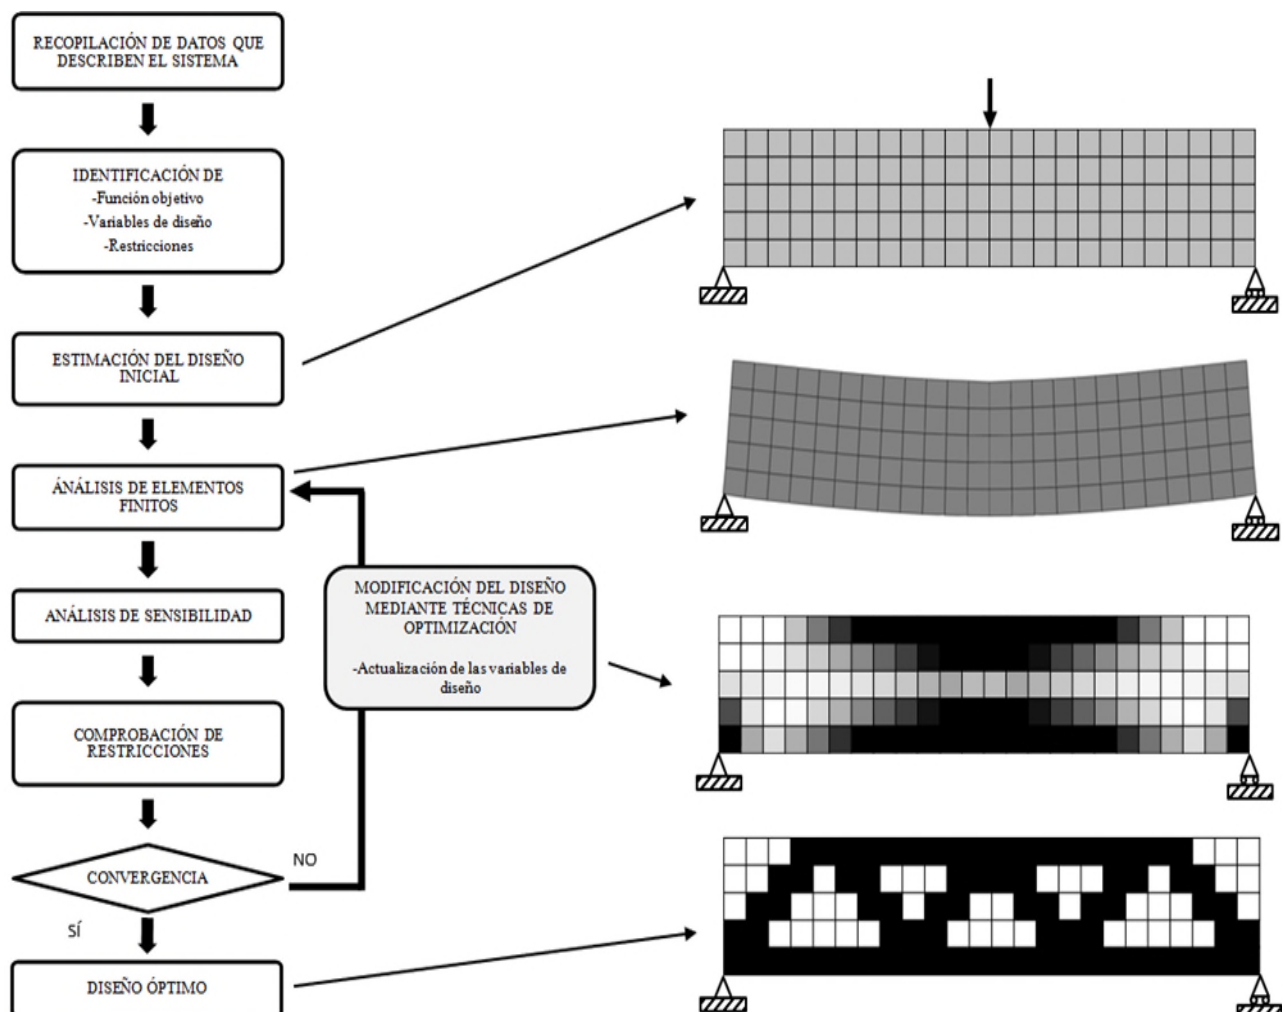 RECOPILACIÓN DE DATOS QUE
DESCRIBEN EL SISTEMA
IDENTIFICACIÓN DE
-Función objetivo
-Variables de diseño
-Restricciones
ESTIMACIÓN DEL DISEÑO
INICIAL
ÁNÁLISIS DE ELEMENTOS
FINITOS
ANÁLISIS DE SENSIBILIDAD
MODIFICACIÓN DEL DISEÑO
MEDIANTE TÉCNICAS DE
OPTIMIZACIÓN
-Actualización de las variables de
diseño
COMPROBACIÓN DE
RESTRICCIONES
CONVERGENCIA
NO
SÍ
DISEÑO ÓPTIMO